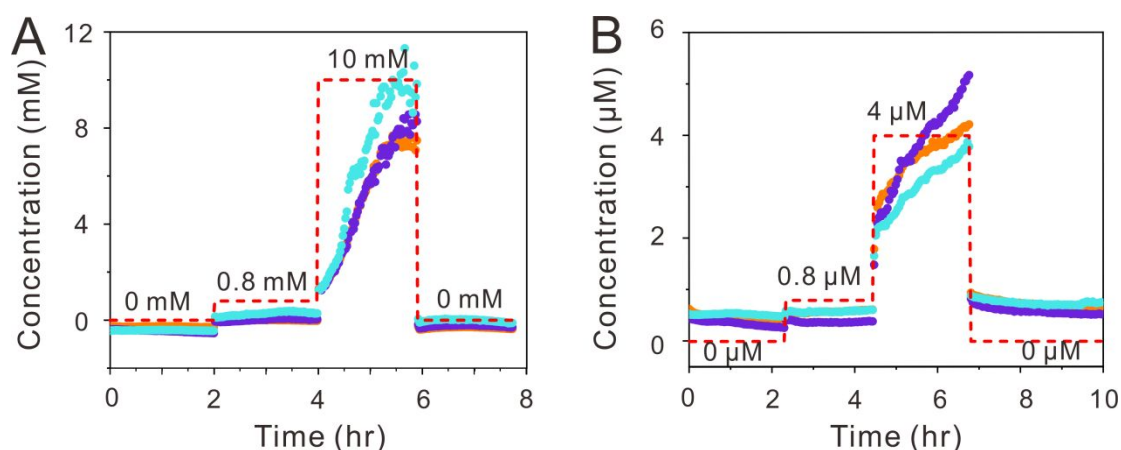 A
Concentration (mM)
12
8
4
0
10 mM
0.8 mM
0 mM
0 mM
0 2 4 6 8
Time (hr)
B
Concentration (µM)
6
4
2
0
4 µM
0.8 µM
0 µM
0 µM
0 2 4 6 8 10
Time (hr)